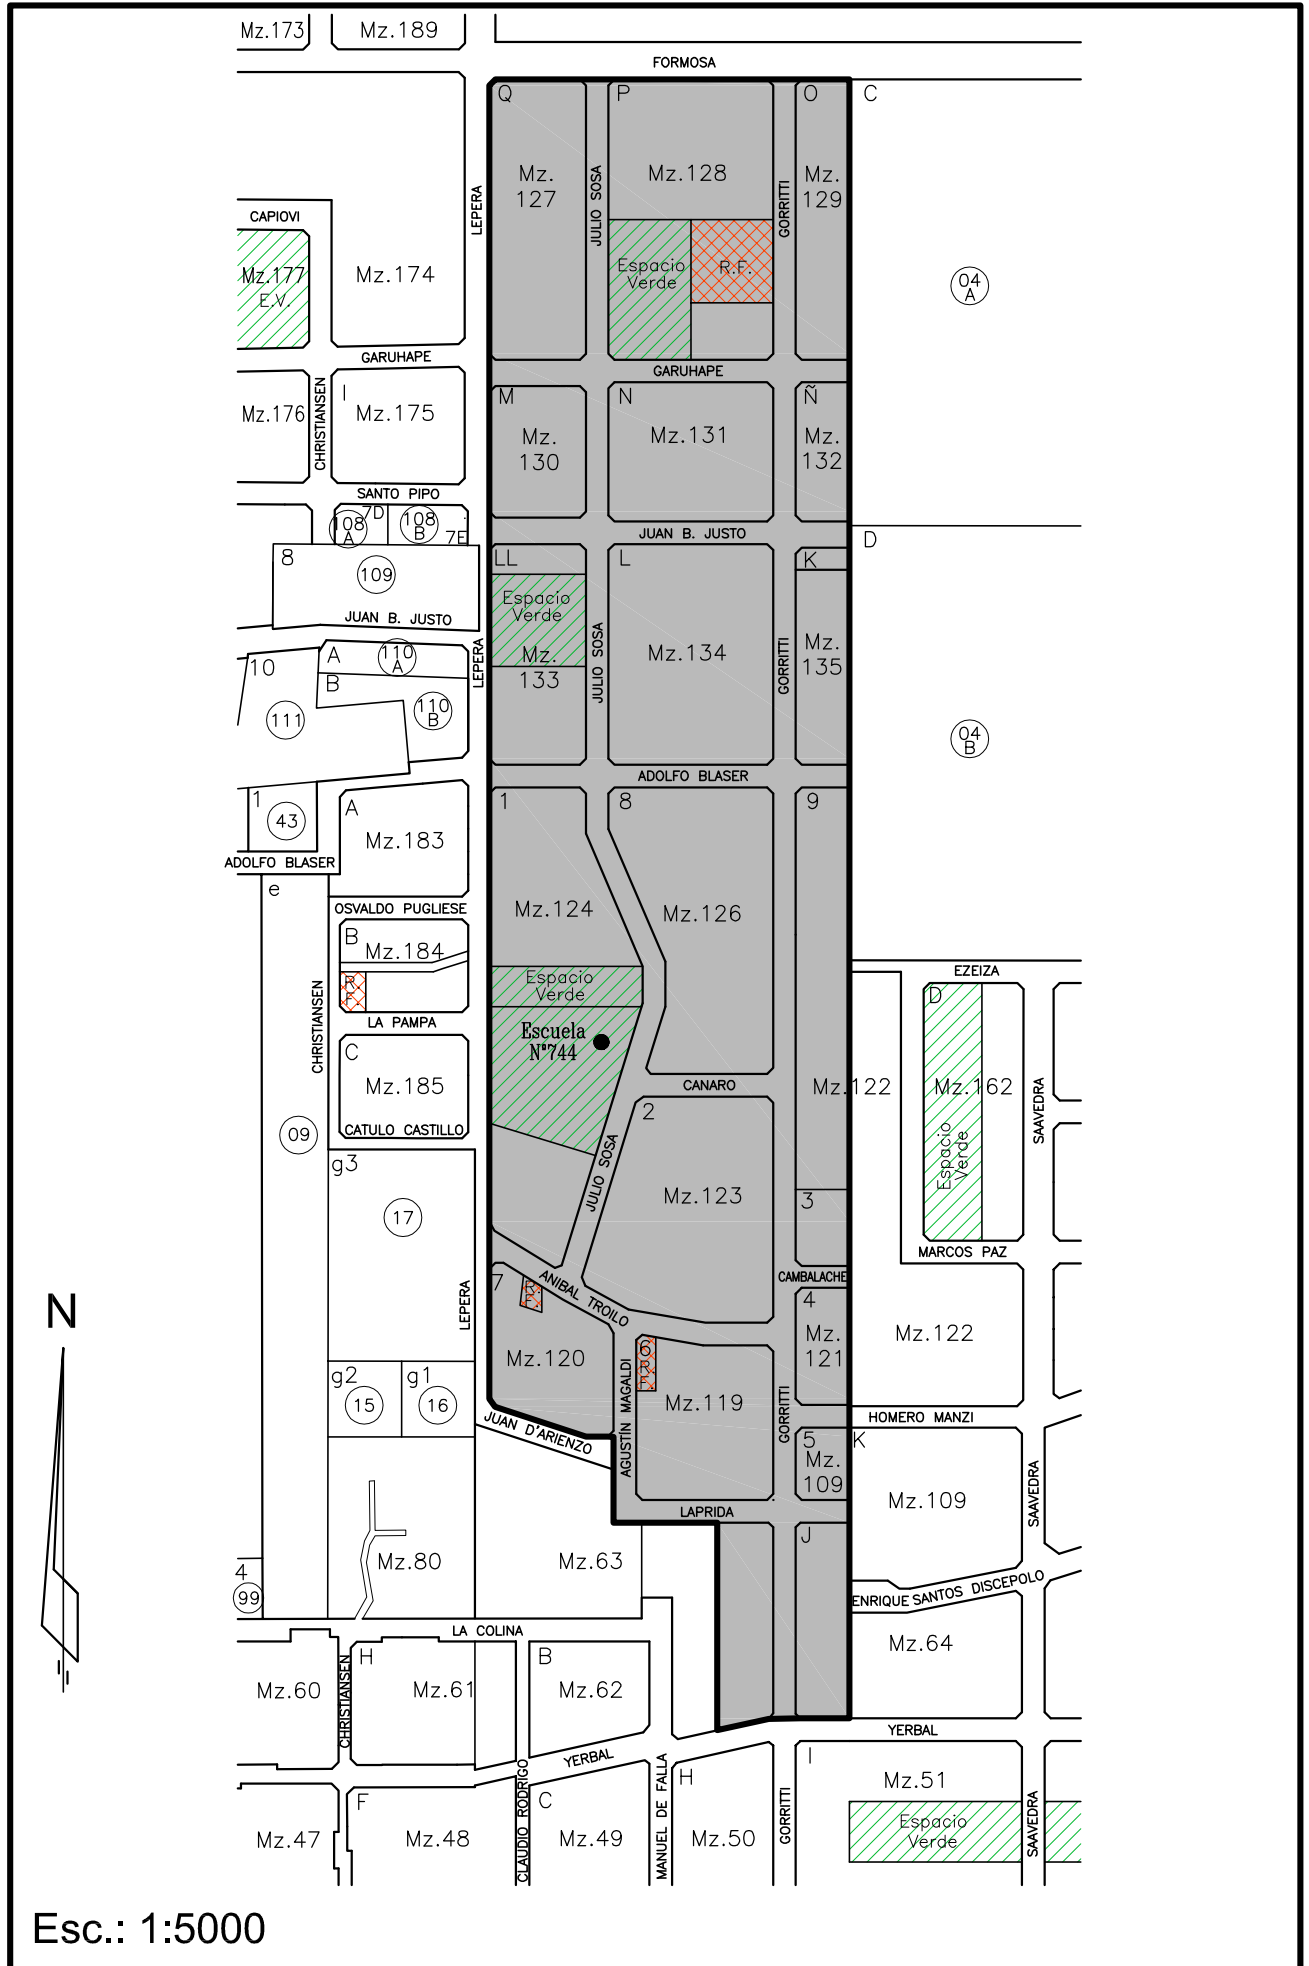 Mz.173
Mz.189
FORMOSA
Q
P
O
C
Mz.
127
Mz.128
Mz.
129
LEPERA
JULIO SOSA
GORRITTI
CAPIOVI
Mz.177
E.V.
Mz.174
Espacio
Verde
R.F.
04
A
GARUHAPE
GARUHAPE
Mz.176
CHRISTIANSEN
I
Mz.175
M
N
Ñ
Mz.
130
Mz.131
Mz.
132
SANTO PIPO
108
A
7D
108
B
7E
JUAN B. JUSTO
D
8
109
LL
L
K
JUAN B. JUSTO
Espacio
Verde
Mz.
133
JULIO SOSA
Mz.134
GORRITTI
Mz.
135
LEPERA
10
A
110
A
B
110
B
111
04
B
ADOLFO BLASER
1
43
A
Mz.183
1
8
9
ADOLFO BLASER
e
OSVALDO PUGLIESE
B
Mz.184
Mz.124
Mz.126
R
F.
Espacio
Verde
EZEIZA
D
CHRISTIANSEN
LA PAMPA
Escuela
N°744
C
Mz.185
CANARO
Mz.122
Mz.162
SAAVEDRA
CATULO CASTILLO
2
Espacio
Verde
09
g3
17
JULIO SOSA
Mz.123
3
MARCOS PAZ
N
LEPERA
7
R.
F.
ANIBAL TROILO
CAMBALACHE
4
Mz.
121
Mz.122
Mz.120
6
R
F.
AGUSTÍN MAGALDI
Mz.119
GORRITTI
g2
15
g1
16
JUAN D'ARIENZO
HOMERO MANZI
5
Mz.
109
K
Mz.109
SAAVEDRA
LAPRIDA
J
Mz.80
Mz.63
4
99
ENRIQUE SANTOS DISCEPOLO
LA COLINA
Mz.64
Mz.60
CHRISTIANSEN
H
Mz.61
B
Mz.62
YERBAL
YERBAL
I
Mz.51
Mz.47
F
Mz.48
CLAUDIO RODRIGO
C
Mz.49
MANUEL DE FALLA
H
Mz.50
GORRITTI
Espacio
Verde
SAAVEDRA
Esc.: 1:5000